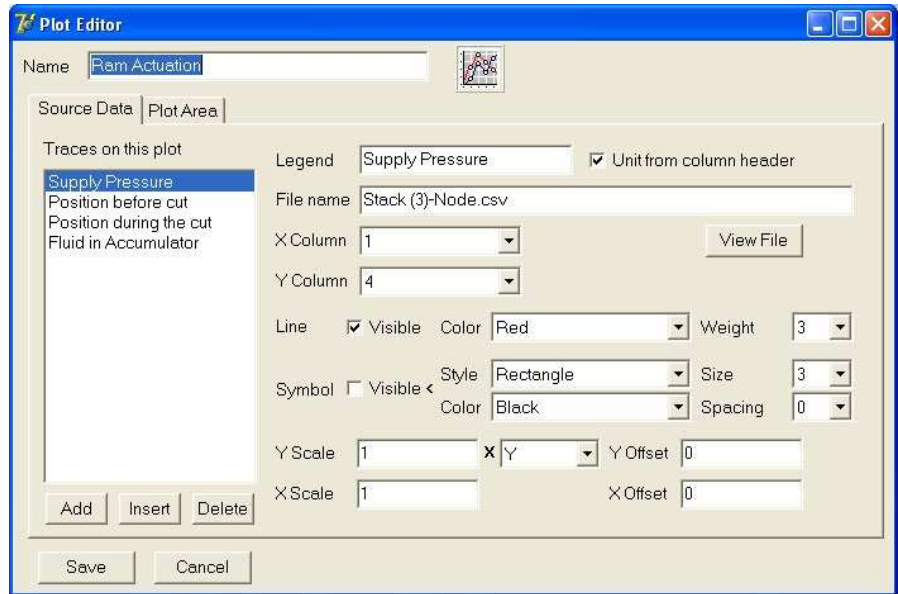 Plot Editor
Name Ram Actuation
Source Data Plot Area
Traces on this plot
Supply Pressure
Position before cut
Position during the cut
Fluid in Accumulator
Add Insert Delete
Legend Supply Pressure Unit from column header
File name Stack (3)-Node.csv
X Column 1 View File
Y Column 4
Line Visible Color Red Weight 3
Symbol Visible < Style Rectangle Size 3
Color Black Spacing 0
Y Scale 1 X Y Y Offset 0
X Scale 1 X Offset 0
Save Cancel